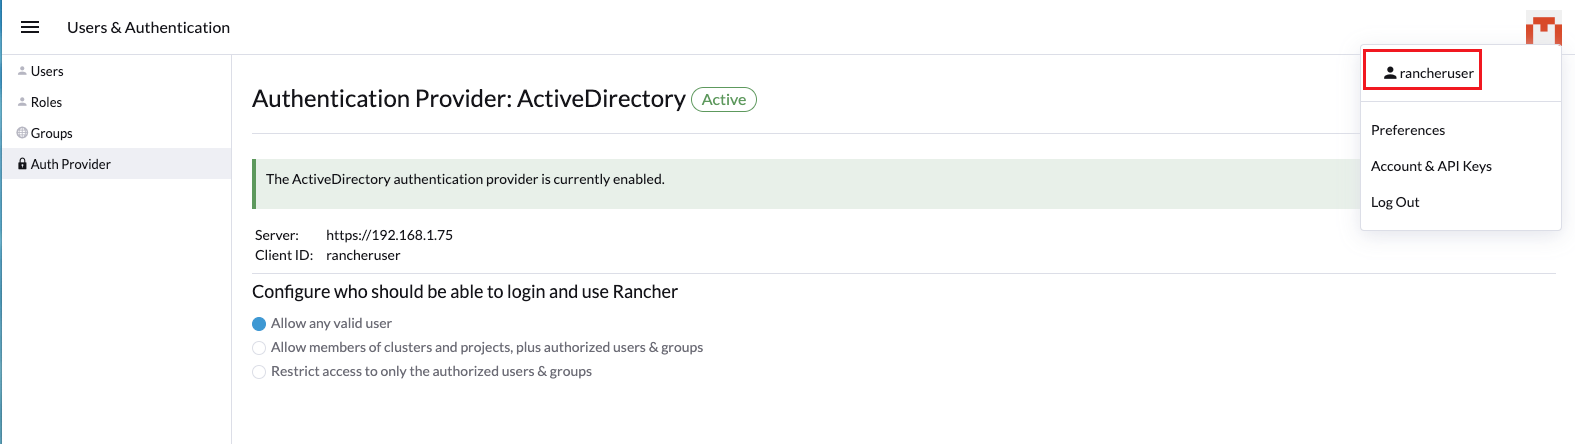 Users & Authentication
rancheruser
Preferences
Account & API Keys
Log Out
Users
Roles
Groups
Auth Provider
Authentication Provider: ActiveDirectory Active
The ActiveDirectory authentication provider is currently enabled.
Server: https://192.168.1.75
Client ID: rancheruser
Configure who should be able to login and use Rancher
Allow any valid user
Allow members of clusters and projects, plus authorized users & groups
Restrict access to only the authorized users & groups